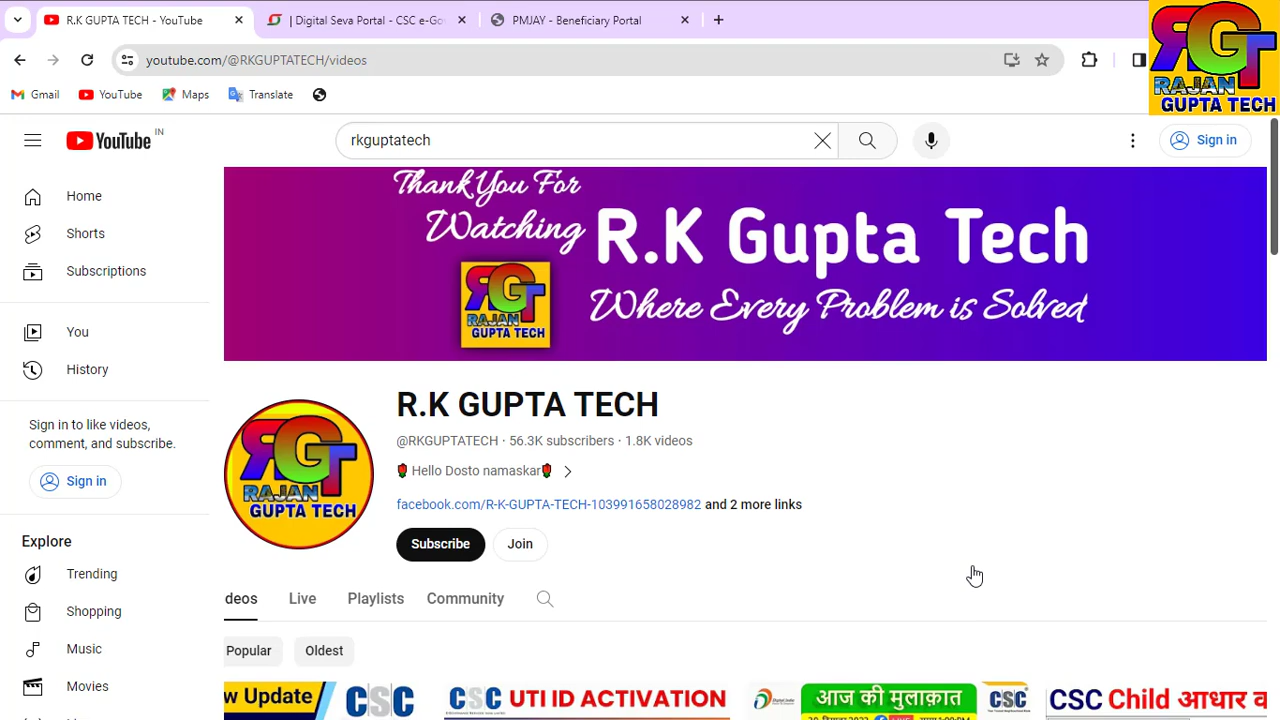 R.K GUPTA TECH - YouTube
| Digital Seva Portal - CSC e-Go
PMJAY - Beneficiary Portal
youtube.com/@RKGUPTATECH/videos
RGT
RAJAN
GUPTA TECH
Gmail
YouTube
Maps
Translate
YouTube IN
rkguptatech
Sign in
Home
Shorts
Subscriptions
You
History
Sign in to like videos,
comment, and subscribe.
Sign in
Explore
Trending
Shopping
Music
Movies
Thank You For
Watching
R.K Gupta Tech
Where Every Problem is Solved
RGT
RAJAN
GUPTA TECH
RGT
RAJAN
GUPTA TECH
R.K GUPTA TECH
@RKGUPTATECH · 56.3K subscribers · 1.8K videos
🌹Hello Dosto namaskar🌹
facebook.com/R-K-GUPTA-TECH-103991658028982 and 2 more links
Subscribe
Join
deos
Live
Playlists
Community
Popular
Oldest
w Update
CSC
CSC UTI ID ACTIVATION
आज की मुलाक़ात
CSC
CSC Child आधार व